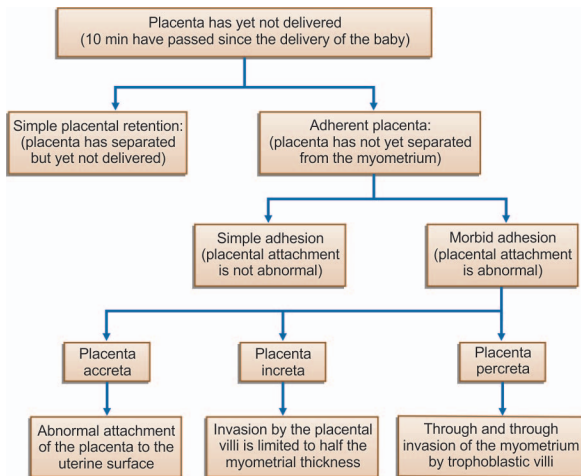 Placenta has yet not delivered
(10 min have passed since the delivery of the baby)
Simple placental retention:
(placenta has separated
but yet not delivered)
Adherent placenta:
(placenta has not yet separated
from the myometrium)
Simple adhesion
(placental attachment
is not abnormal)
Morbid adhesion
(placental attachment
is abnormal)
Placenta
accreta
Placenta
increta
Placenta
percreta
Abnormal attachment
of the placenta to the
uterine surface
Invasion by the placental
villi is limited to half the
myometrial thickness
Through and through
invasion of the myometrium
by trophoblastic villi